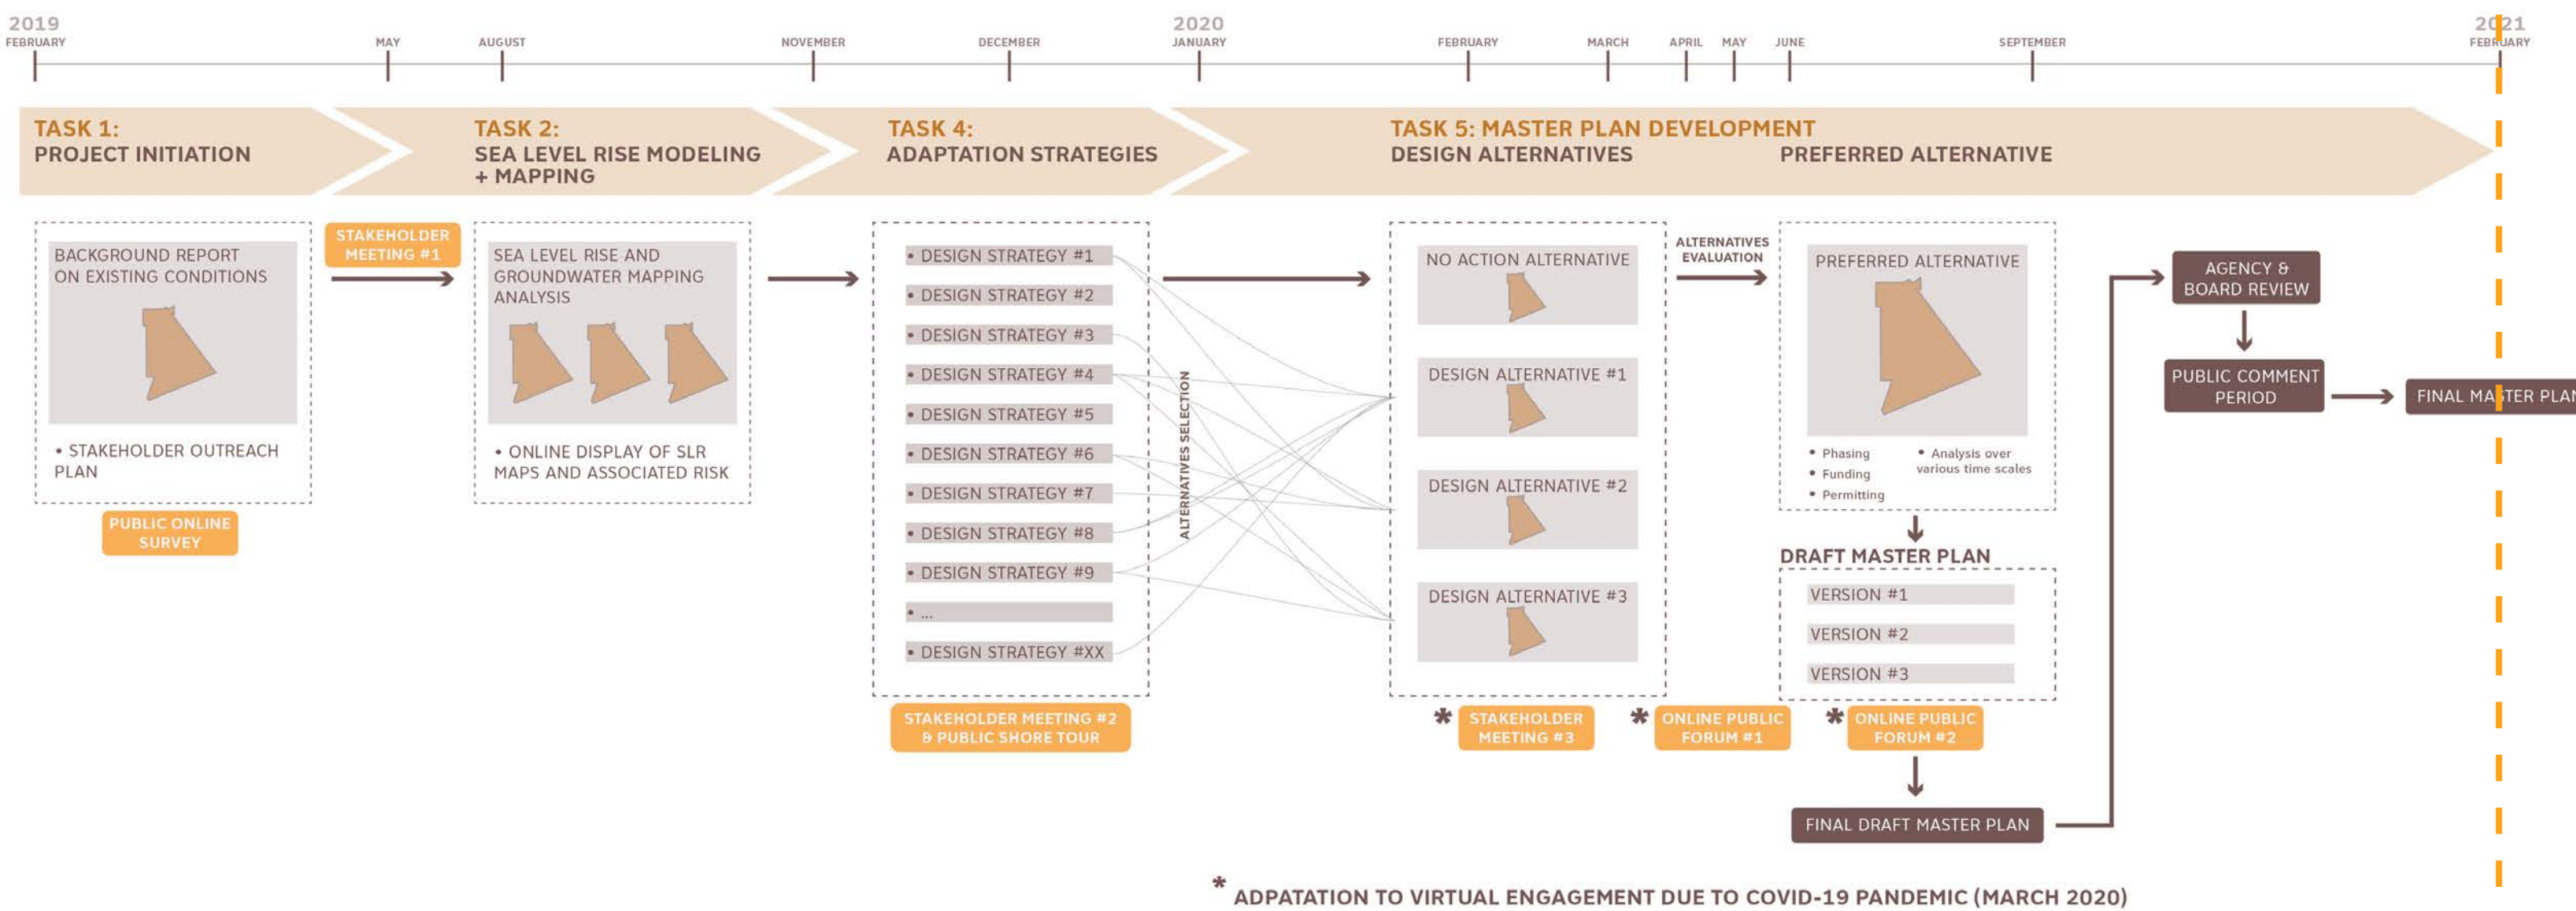 2019
FEBRUARY
MAY
AUGUST
NOVEMBER
DECEMBER
2020
JANUARY
FEBRUARY
MARCH
APRIL
MAY
JUNE
SEPTEMBER
2021
FEBRUARY
TASK 1:
PROJECT INITIATION
TASK 2:
SEA LEVEL RISE MODELING
+ MAPPING
TASK 4:
ADAPTATION STRATEGIES
TASK 5: MASTER PLAN DEVELOPMENT
DESIGN ALTERNATIVES
PREFERRED ALTERNATIVE
BACKGROUND REPORT
ON EXISTING CONDITIONS
• STAKEHOLDER OUTREACH
PLAN
PUBLIC ONLINE
SURVEY
STAKEHOLDER
MEETING #1
SEA LEVEL RISE AND
GROUNDWATER MAPPING
ANALYSIS
• ONLINE DISPLAY OF SLR
MAPS AND ASSOCIATED RISK
• DESIGN STRATEGY #1
• DESIGN STRATEGY #2
• DESIGN STRATEGY #3
• DESIGN STRATEGY #4
• DESIGN STRATEGY #5
• DESIGN STRATEGY #6
• DESIGN STRATEGY #7
• DESIGN STRATEGY #8
• DESIGN STRATEGY #9
• ...
• DESIGN STRATEGY #XX
STAKEHOLDER MEETING #2
& PUBLIC SHORE TOUR
ALTERNATIVES SELECTION
NO ACTION ALTERNATIVE
DESIGN ALTERNATIVE #1
DESIGN ALTERNATIVE #2
DESIGN ALTERNATIVE #3
* STAKEHOLDER
MEETING #3
ALTERNATIVES
EVALUATION
* ONLINE PUBLIC
FORUM #1
PREFERRED ALTERNATIVE
• Phasing
• Funding
• Permitting
• Analysis over
various time scales
DRAFT MASTER PLAN
VERSION #1
VERSION #2
VERSION #3
* ONLINE PUBLIC
FORUM #2
FINAL DRAFT MASTER PLAN
AGENCY &
BOARD REVIEW
PUBLIC COMMENT
PERIOD
FINAL MASTER PLAN
* ADPATATION TO VIRTUAL ENGAGEMENT DUE TO COVID-19 PANDEMIC (MARCH 2020)